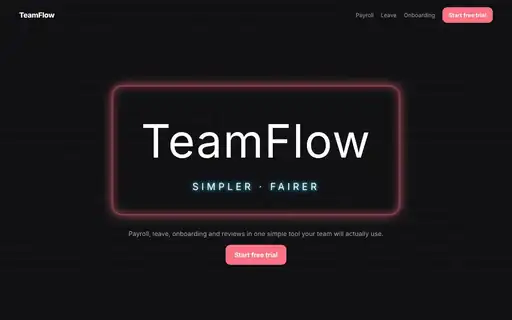 TeamFlow
Payroll Leave Onboarding Start free trial
TeamFlow
SIMPLER · FAIRER
Payroll, leave, onboarding and reviews in one simple tool your team will actually use.
Start free trial